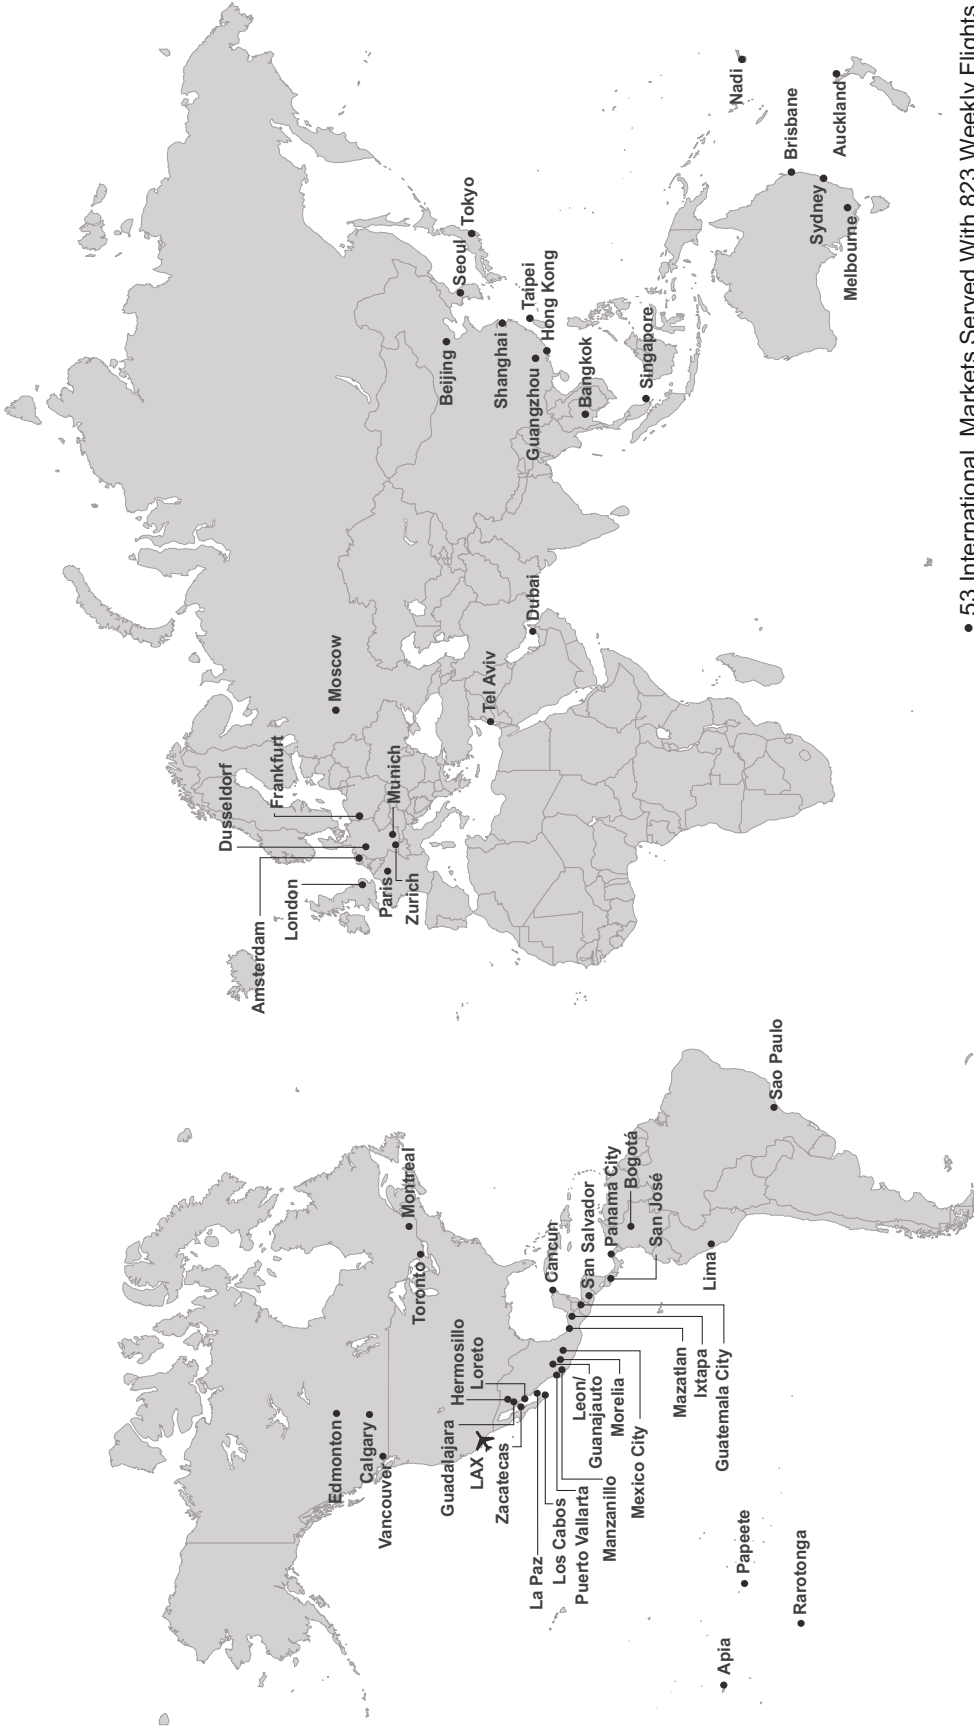 Edmonton
Calgary
Vancouver
Toronto
Montreal
Hermosillo
Loreto
Guadalajara
LAX
Zacatecas
La Paz
Los Cabos
Puerto Vallarta
Manzanillo
Mexico City
Morelia
Leon/
Guanajuato
Mazatlan
Ixtapa
Guatemala City
Cancun
San Salvador
Panama City
Bogotá
San José
Lima
Sao Paulo
Apia
Papeete
Rarotonga
Amsterdam
London
Dusseldorf
Frankfurt
Paris
Zurich
Munich
Moscow
Tel Aviv
Dubai
Beijing
Seoul
Tokyo
Shanghai
Taipei
Guangzhou
Hong Kong
Bangkok
Singapore
Nadi
Brisbane
Sydney
Auckland
Melbourne
• 53 International Markets Served With 823 Weekly Flights